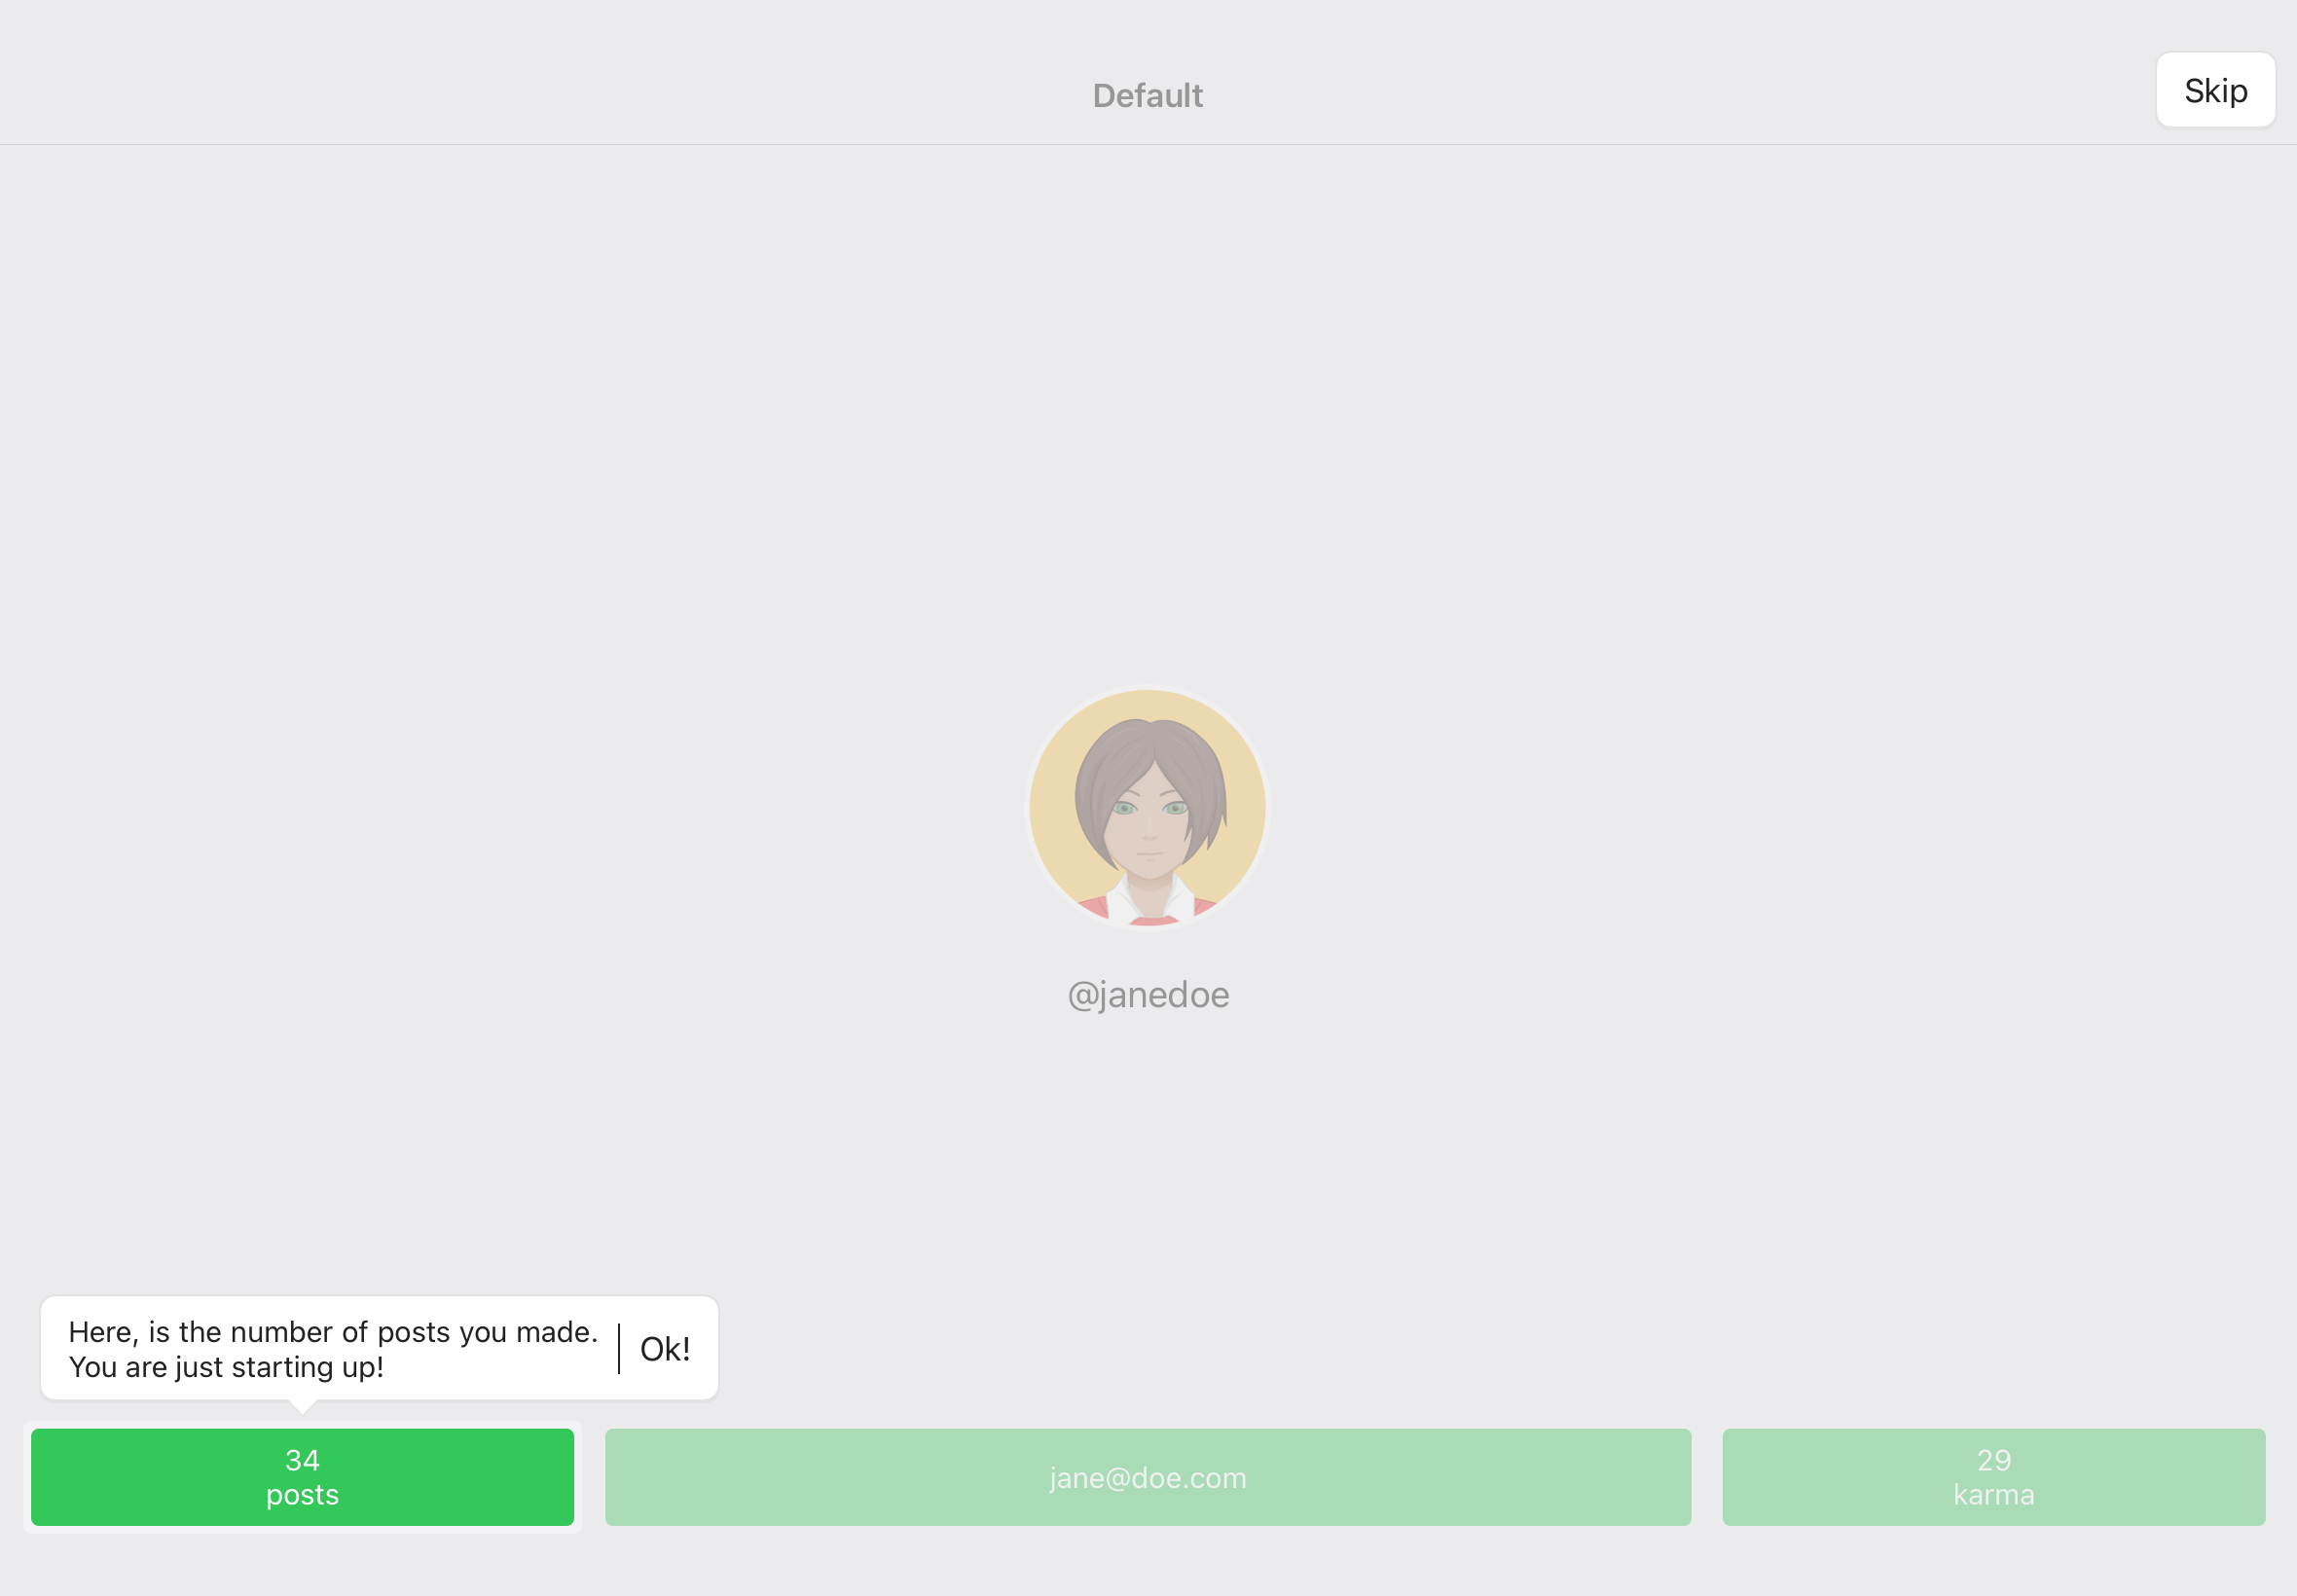 Default
Skip
@janedoe
Here, is the number of posts you made.
You are just starting up!
Ok!
34
posts
jane@doe.com
29
karma